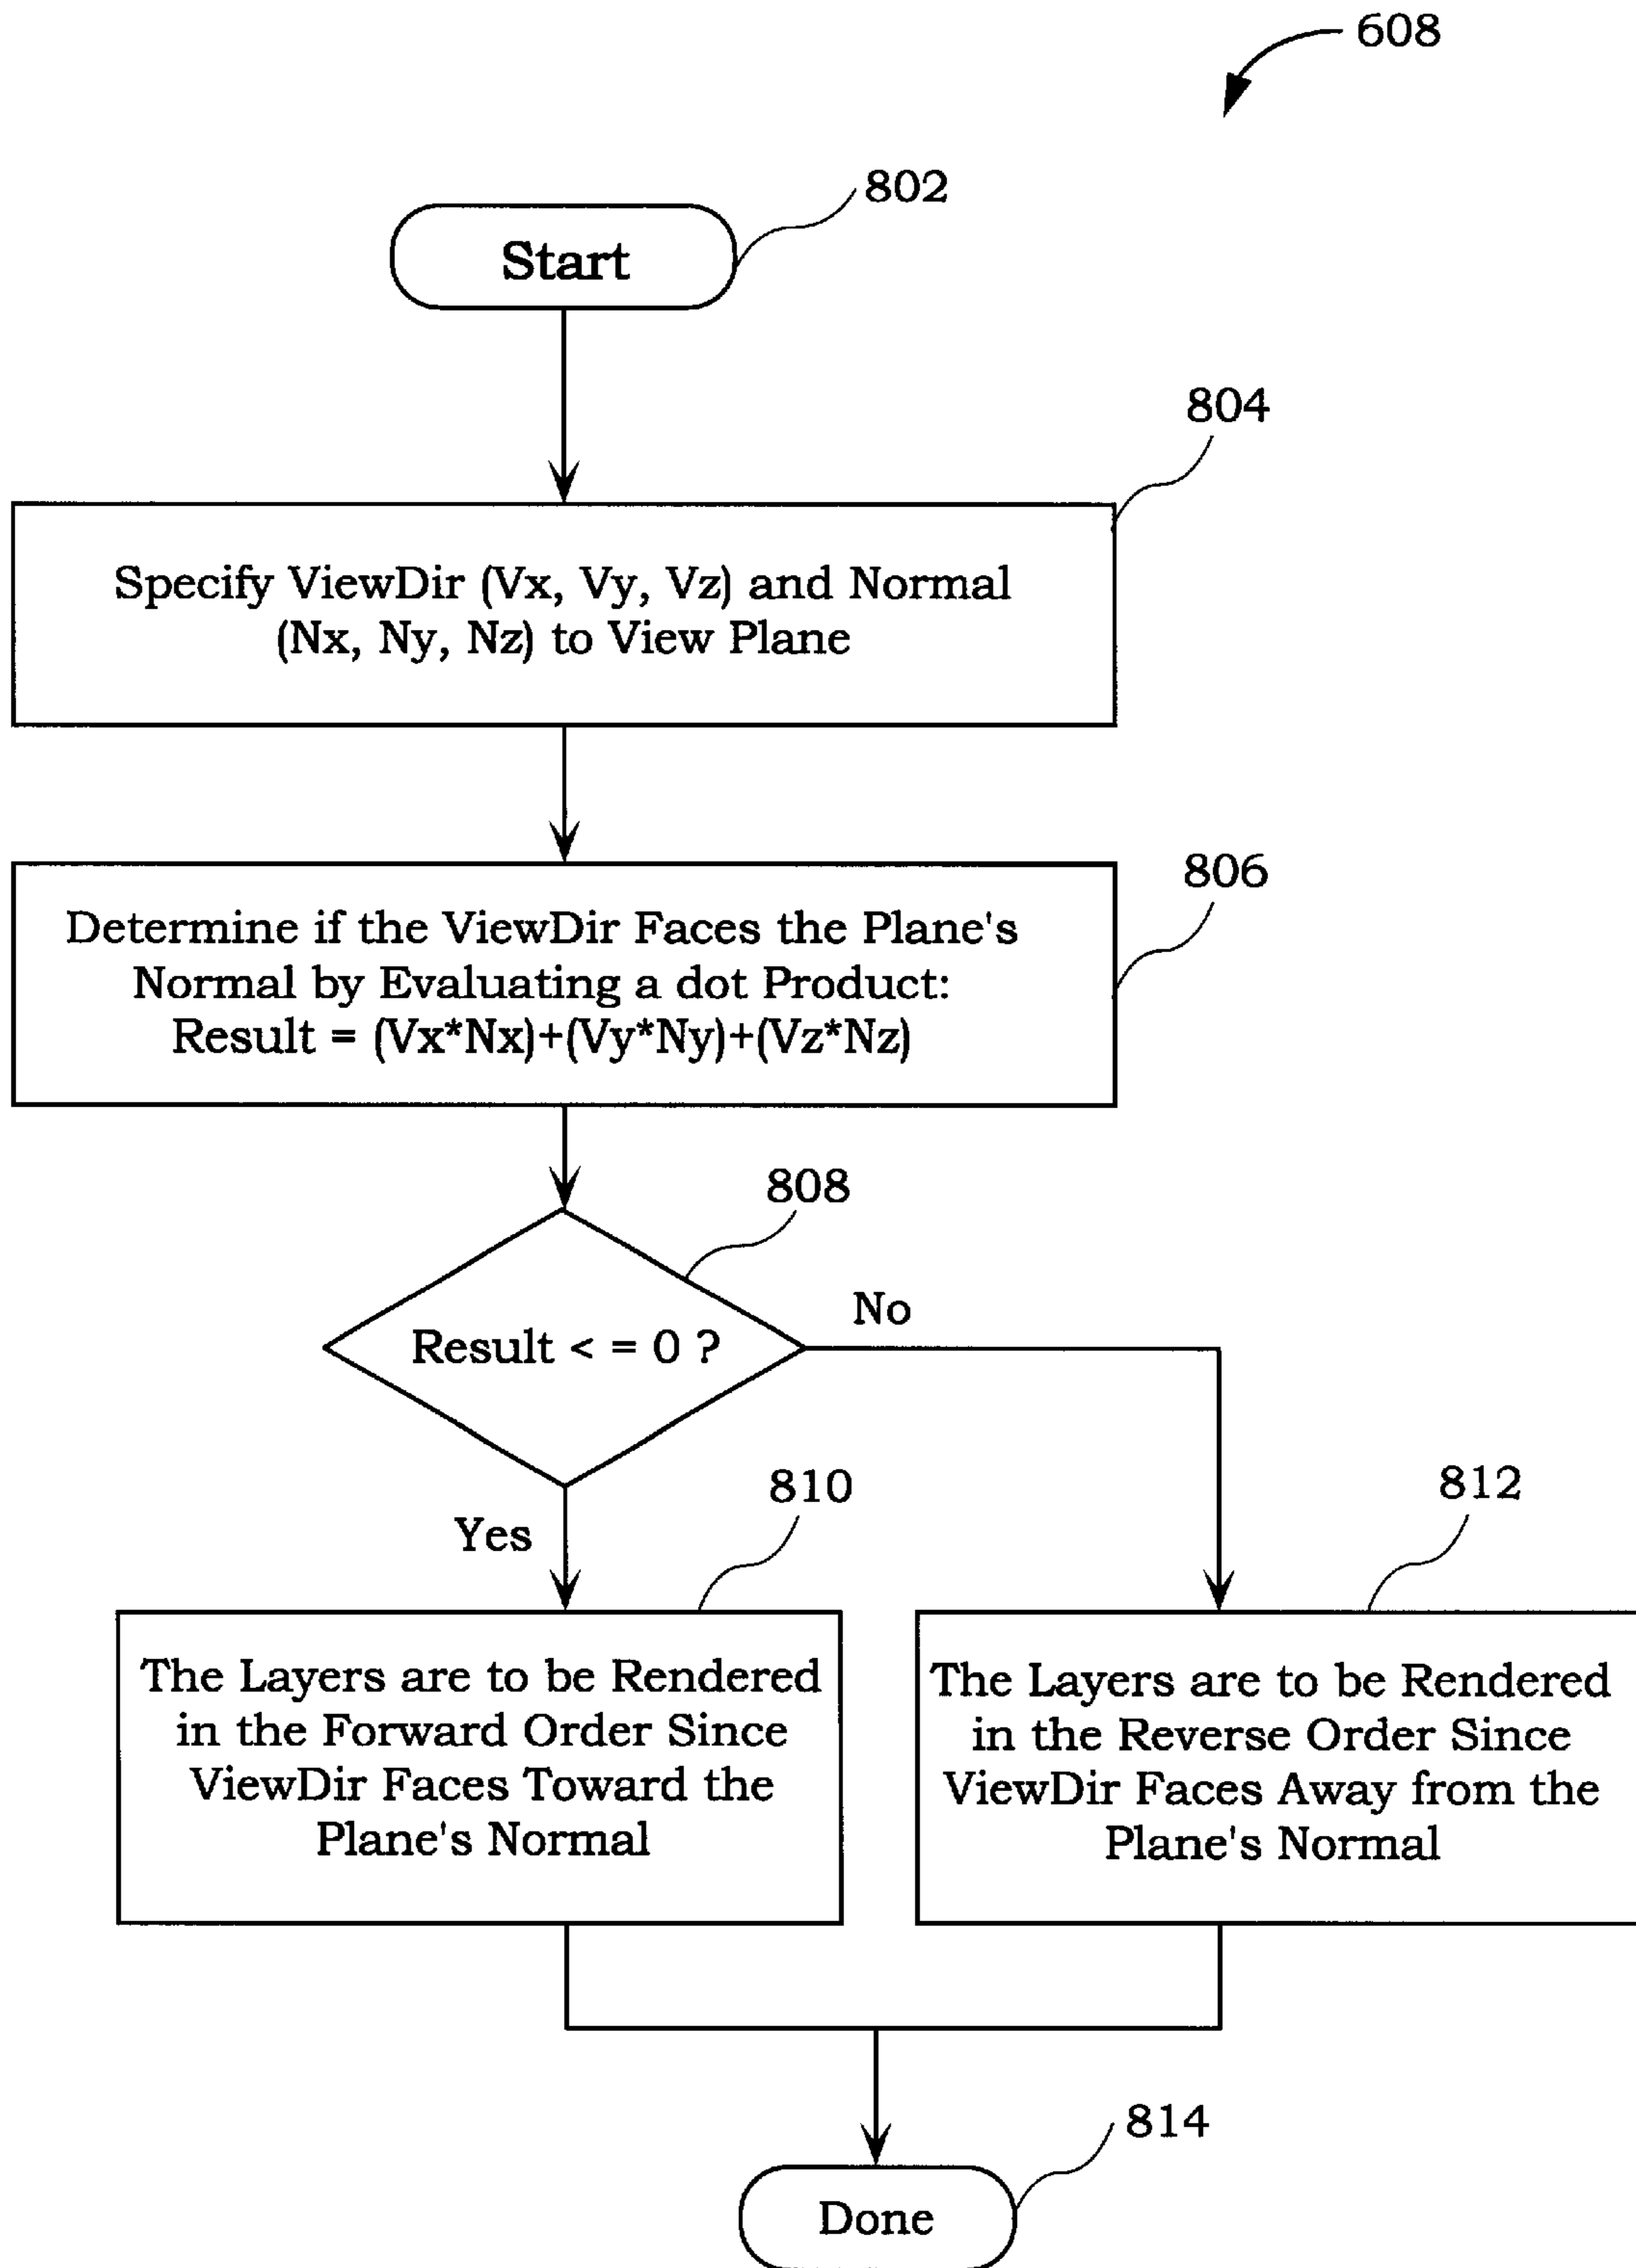 608
802
Start
804
Specify ViewDir (Vx, Vy, Vz) and Normal
(Nx, Ny, Nz) to View Plane
806
Determine if the ViewDir Faces the Plane's
Normal by Evaluating a dot Product:
Result = (Vx*Nx)+(Vy*Ny)+(Vz*Nz)
808
Result < = 0 ?
No
Yes
810
The Layers are to be Rendered
in the Forward Order Since
ViewDir Faces Toward the
Plane's Normal
812
The Layers are to be Rendered
in the Reverse Order Since
ViewDir Faces Away from the
Plane's Normal
814
Done